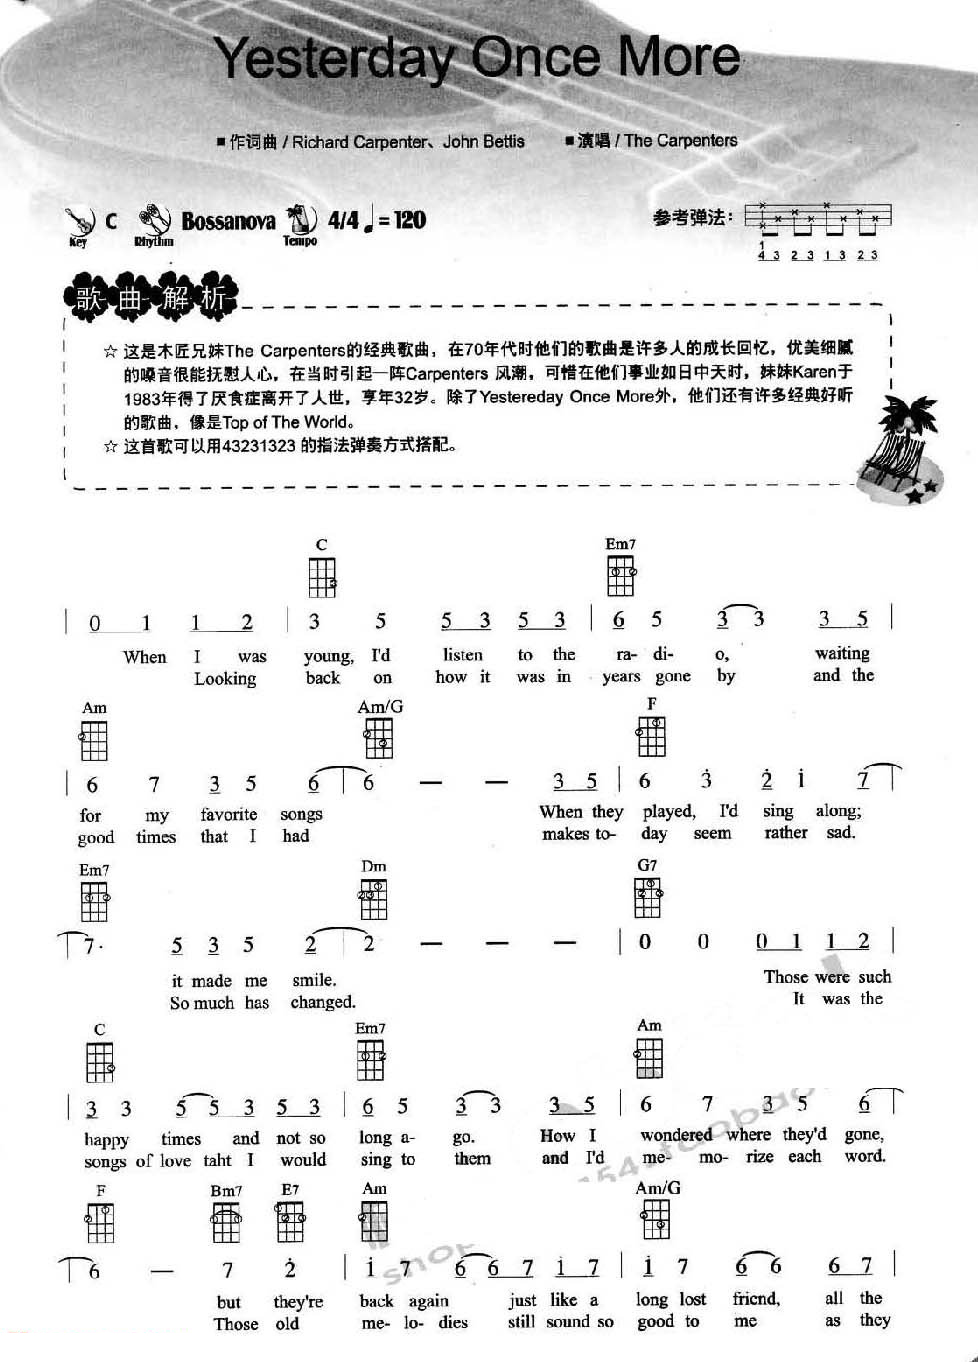 Yesterday Once More
■作词曲 / Richard Carpenter、John Bettis ■演唱 / The Carpenters
Key C Rhythm Bossanova Tempo 4/4 ♩=120 参考弹法：
1
4 3 2 3 1 3 2 3
歌曲解析
☆ 这是木匠兄妹The Carpenters的经典歌曲，在70年代时他们的歌曲是许多人的成长回忆，优美细腻
的嗓音很能抚慰人心，在当时引起一阵Carpenters 风潮，可惜在他们事业如日中天时，妹妹Karen于
1983年得了厌食症离开了人世，享年32岁。除了Yestereday Once More外，他们还有许多经典好听
的歌曲，像是Top of The World。
☆ 这首歌可以用43231323 的指法弹奏方式搭配。
C Em7
| 0 1 1 2 | 3 5 5 3 5 3 | 6 5 3 3 3 5 |
When I was young, I'd listen to the ra- di- o, waiting
Looking back on how it was in years gone by and the
Am Am/G F
| 6 7 3 5 6 6 — — 3 5 | 6 3 2 i 7
for my favorite songs When they played, I'd sing along;
good times that I had makes to- day seem rather sad.
Em7 Dm G7
7· 5 3 5 2 2 — — — | 0 0 0 1 1 2 |
it made me smile. Those were such
So much has changed. It was the
C Em7 Am
| 3 3 5 5 3 5 3 | 6 5 3 3 3 5 | 6 7 3 5 6
happy times and not so long a- go. How I wondered where they'd gone,
songs of love taht I would sing to them and I'd me- mo- rize each word.
F Bm7 E7 Am Am/G
6 — 7 2 | i 7 6 6 7 i 7 | i 7 6 6 6 7 |
but they're back again just like a long lost friend, all the
Those old me- lo- dies still sound so good to me as they